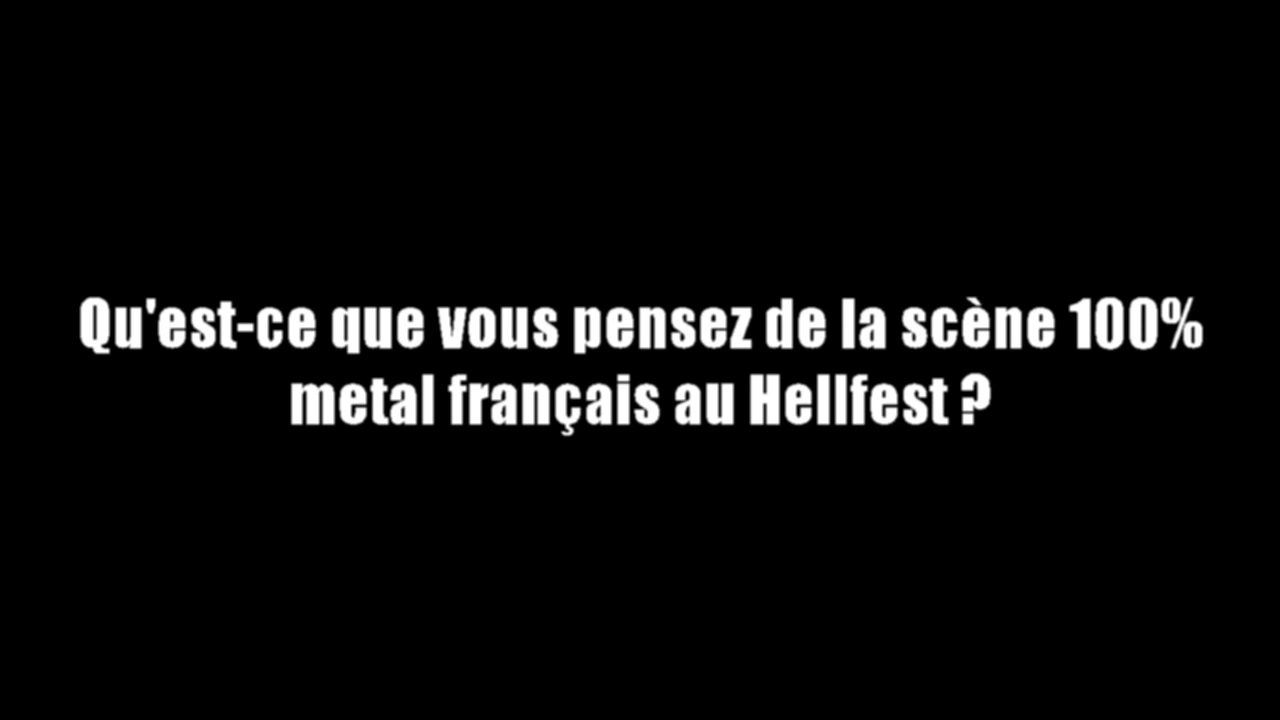 Qu'est-ce que vous pensez de la scène 100%
metal français au Hellfest ?